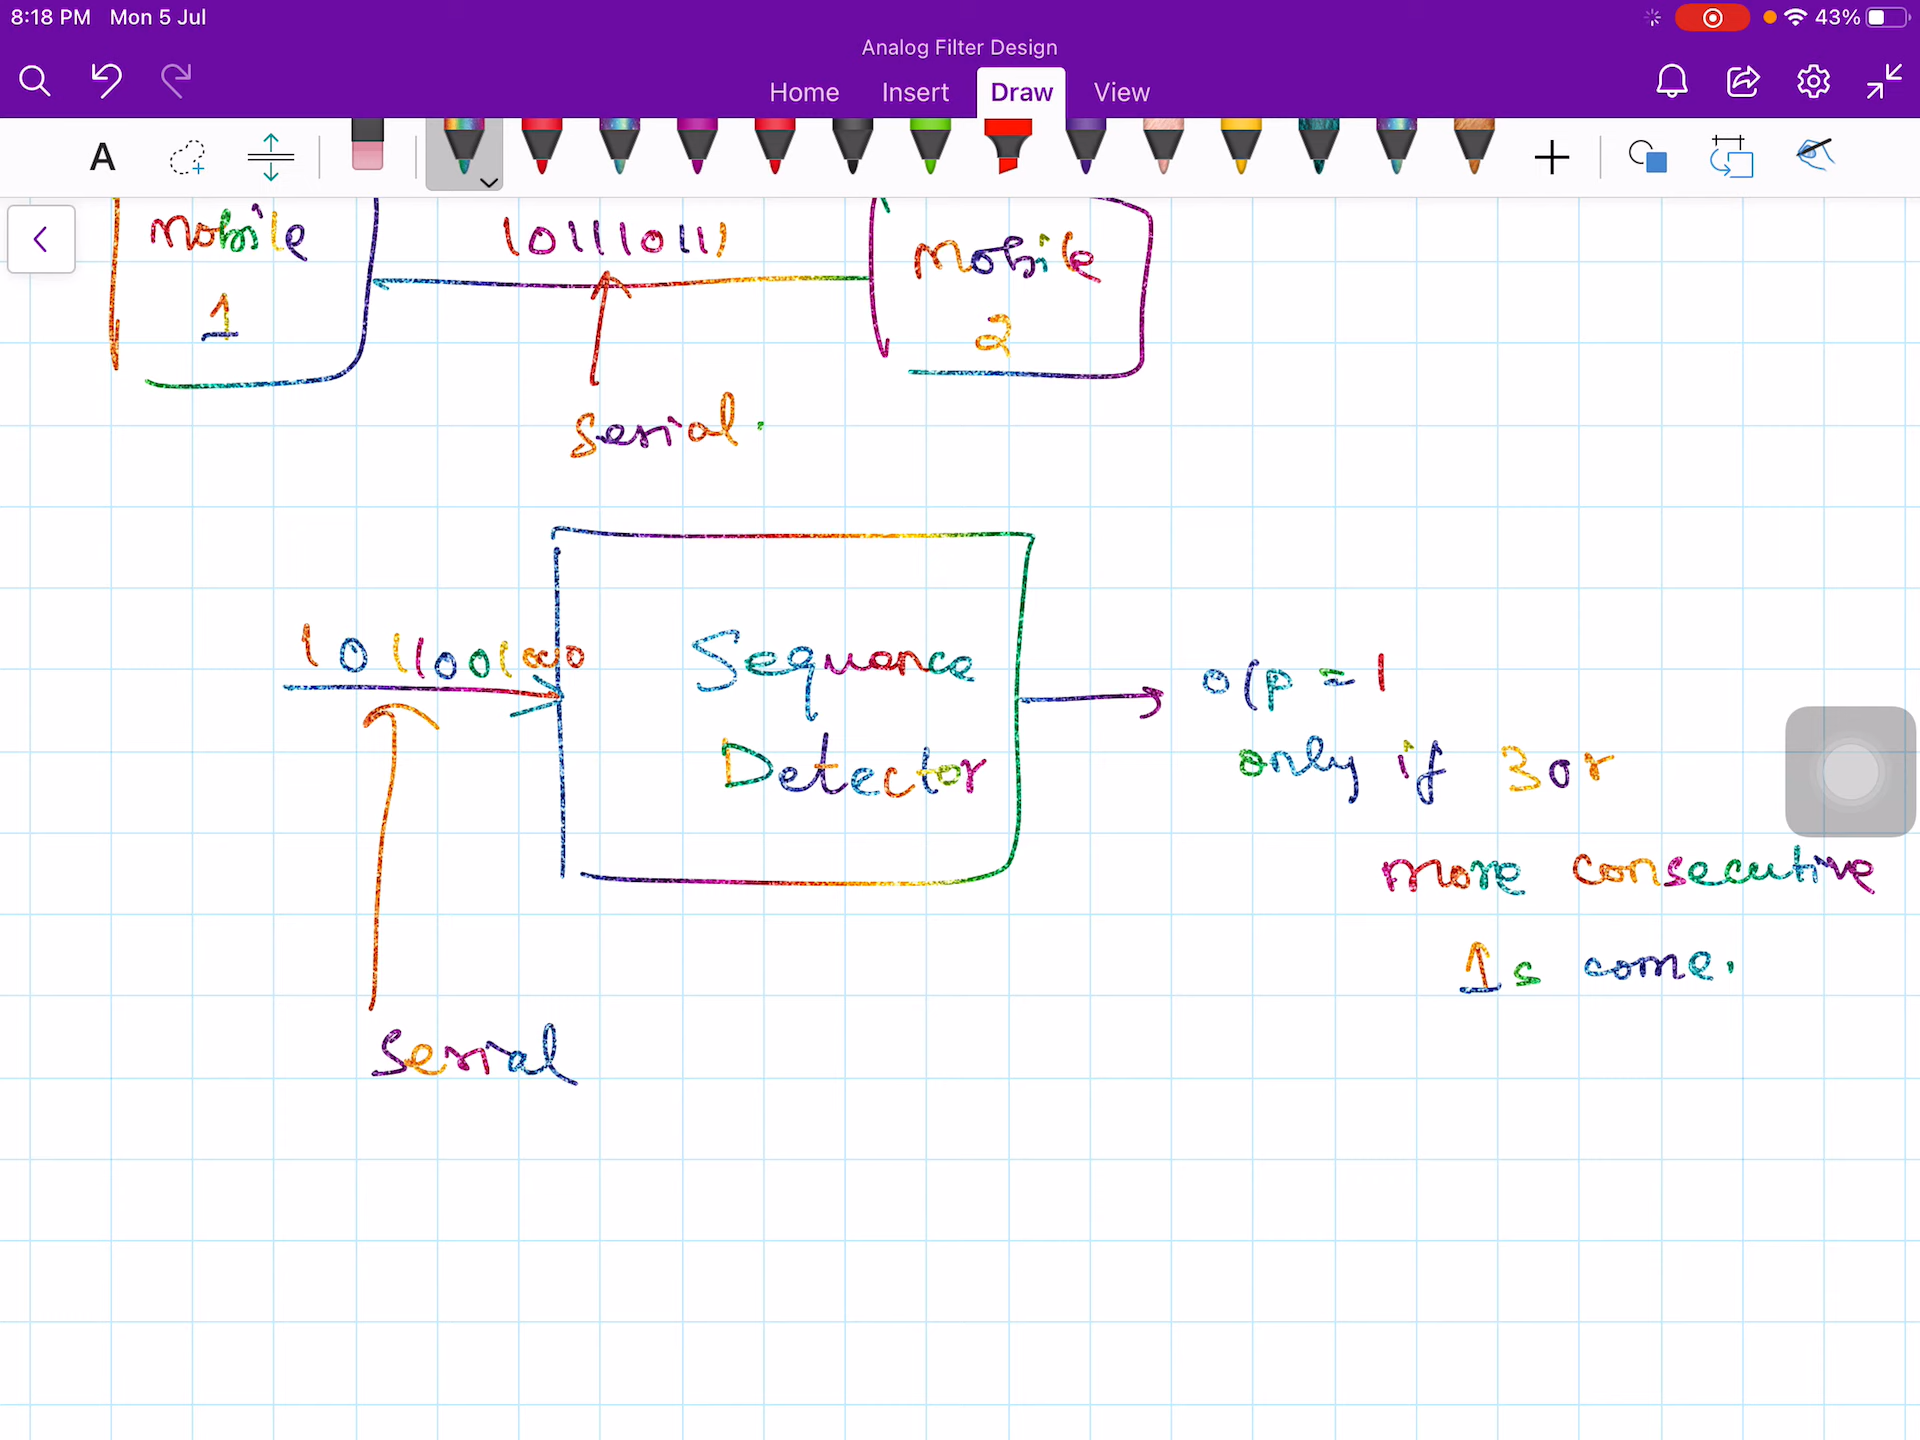 8:18 PM Mon 5 Jul
43%
Analog Filter Design
Home Insert Draw View
A
mobile
1
101110111
mobile
2
serial.
Sequence
Detector
o/p = 1
only if 3 or
more consecutive
1s come.
serial